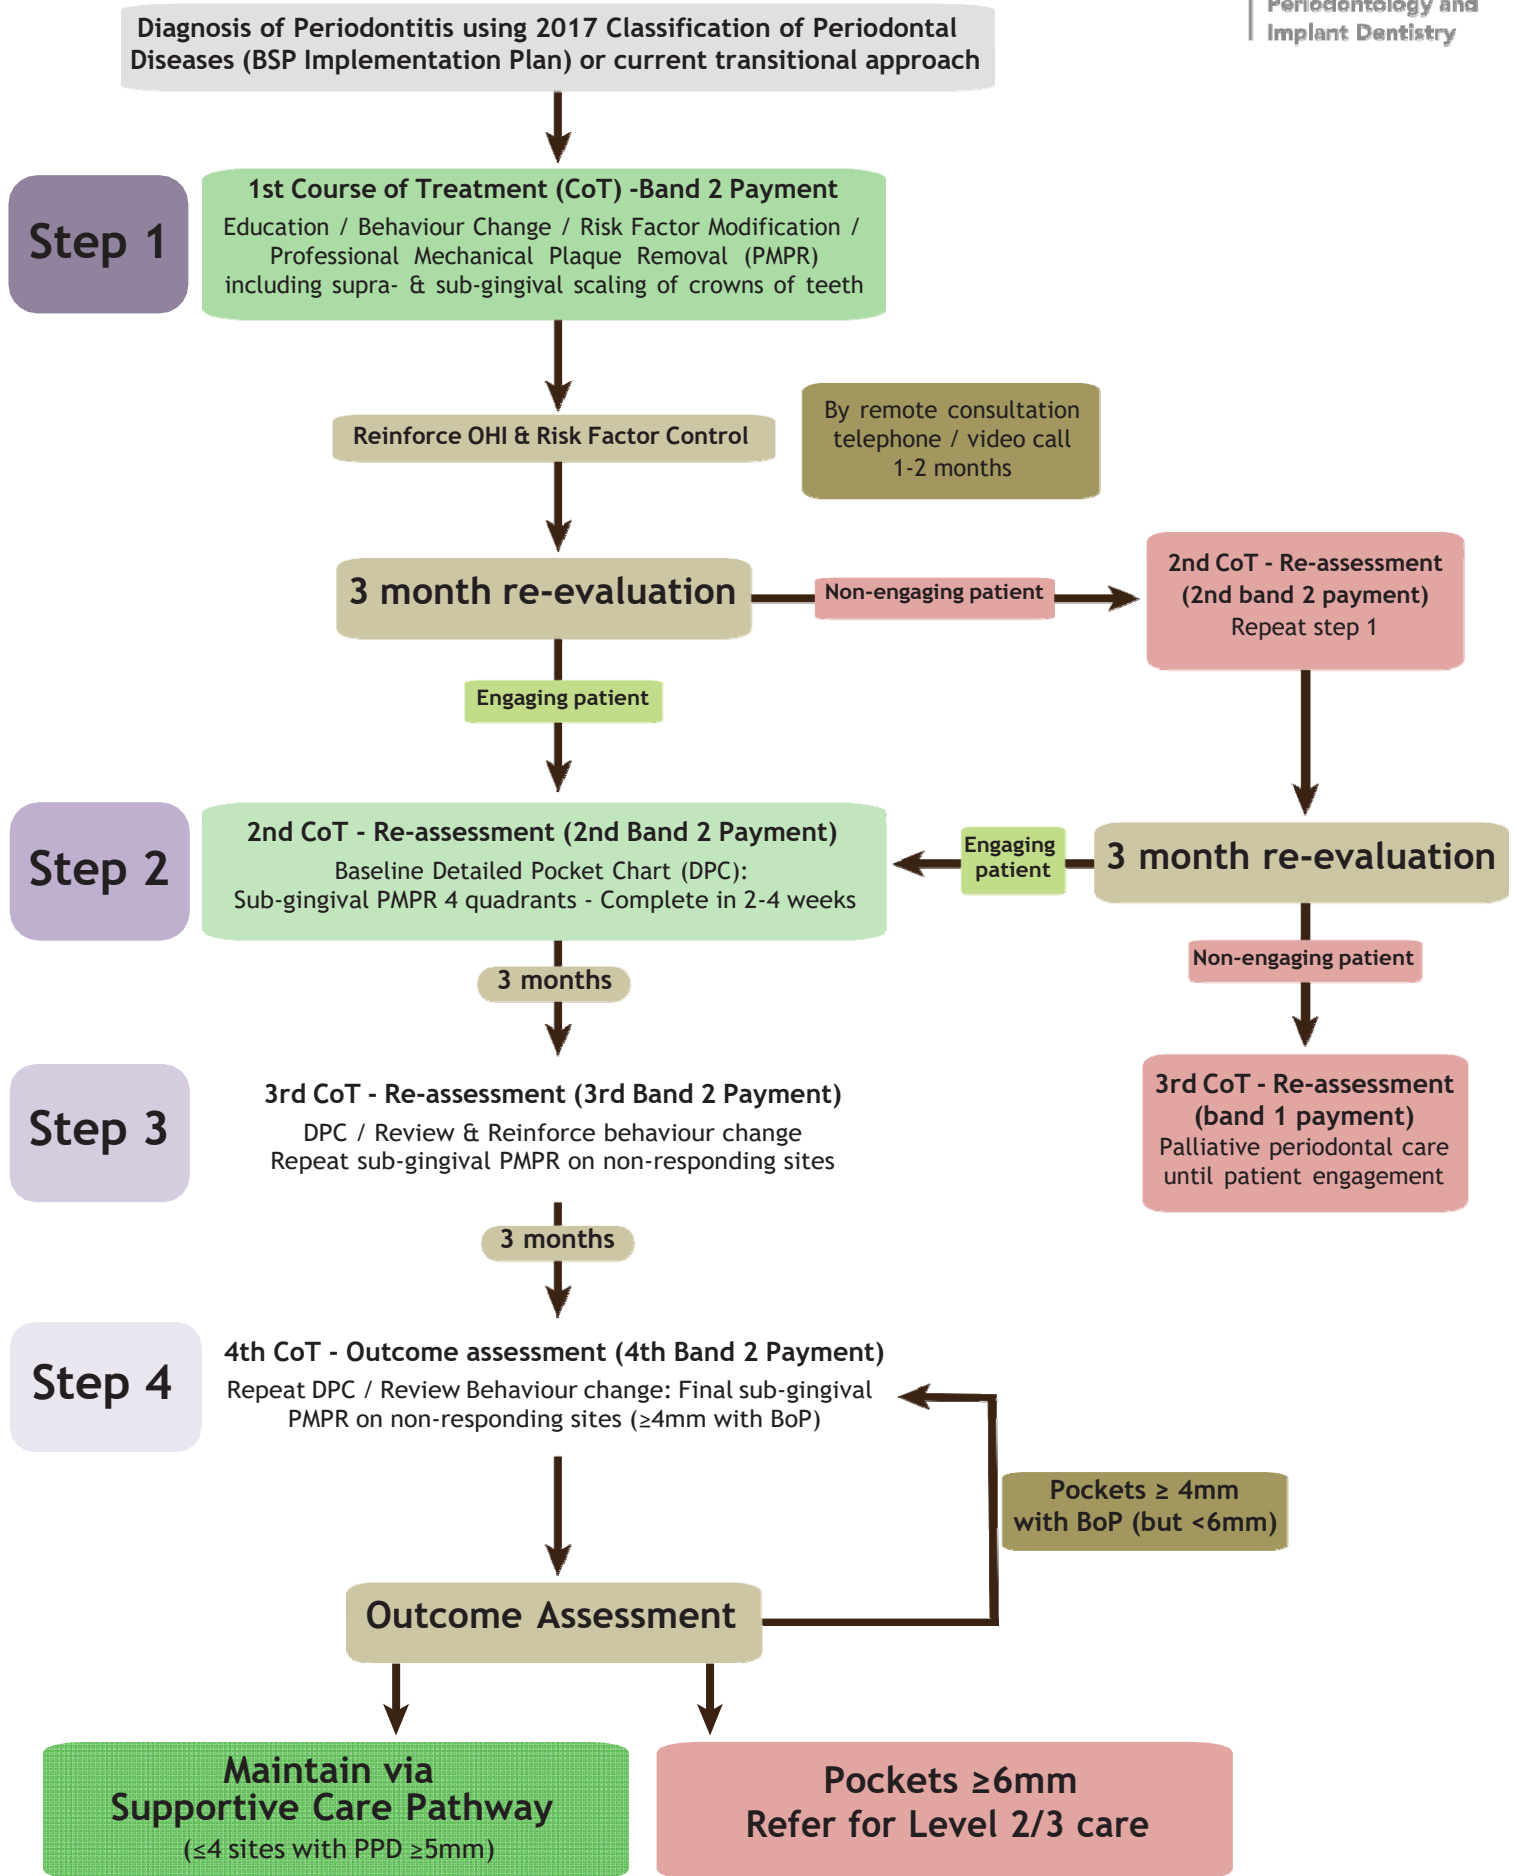 Periodontology and
Implant Dentistry
Diagnosis of Periodontitis using 2017 Classification of Periodontal
Diseases (BSP Implementation Plan) or current transitional approach
Step 1
1st Course of Treatment (CoT) -Band 2 Payment
Education / Behaviour Change / Risk Factor Modification /
Professional Mechanical Plaque Removal (PMPR)
including supra- & sub-gingival scaling of crowns of teeth
Reinforce OHI & Risk Factor Control
By remote consultation
telephone / video call
1-2 months
3 month re-evaluation
Non-engaging patient
2nd CoT - Re-assessment
(2nd band 2 payment)
Repeat step 1
Engaging patient
Step 2
2nd CoT - Re-assessment (2nd Band 2 Payment)
Baseline Detailed Pocket Chart (DPC):
Sub-gingival PMPR 4 quadrants - Complete in 2-4 weeks
Engaging
patient
3 month re-evaluation
Non-engaging patient
3 months
Step 3
3rd CoT - Re-assessment (3rd Band 2 Payment)
DPC / Review & Reinforce behaviour change
Repeat sub-gingival PMPR on non-responding sites
3rd CoT - Re-assessment
(band 1 payment)
Palliative periodontal care
until patient engagement
3 months
Step 4
4th CoT - Outcome assessment (4th Band 2 Payment)
Repeat DPC / Review Behaviour change: Final sub-gingival
PMPR on non-responding sites (≥4mm with BoP)
Pockets ≥ 4mm
with BoP (but <6mm)
Outcome Assessment
Maintain via
Supportive Care Pathway
(≤4 sites with PPD ≥5mm)
Pockets ≥6mm
Refer for Level 2/3 care